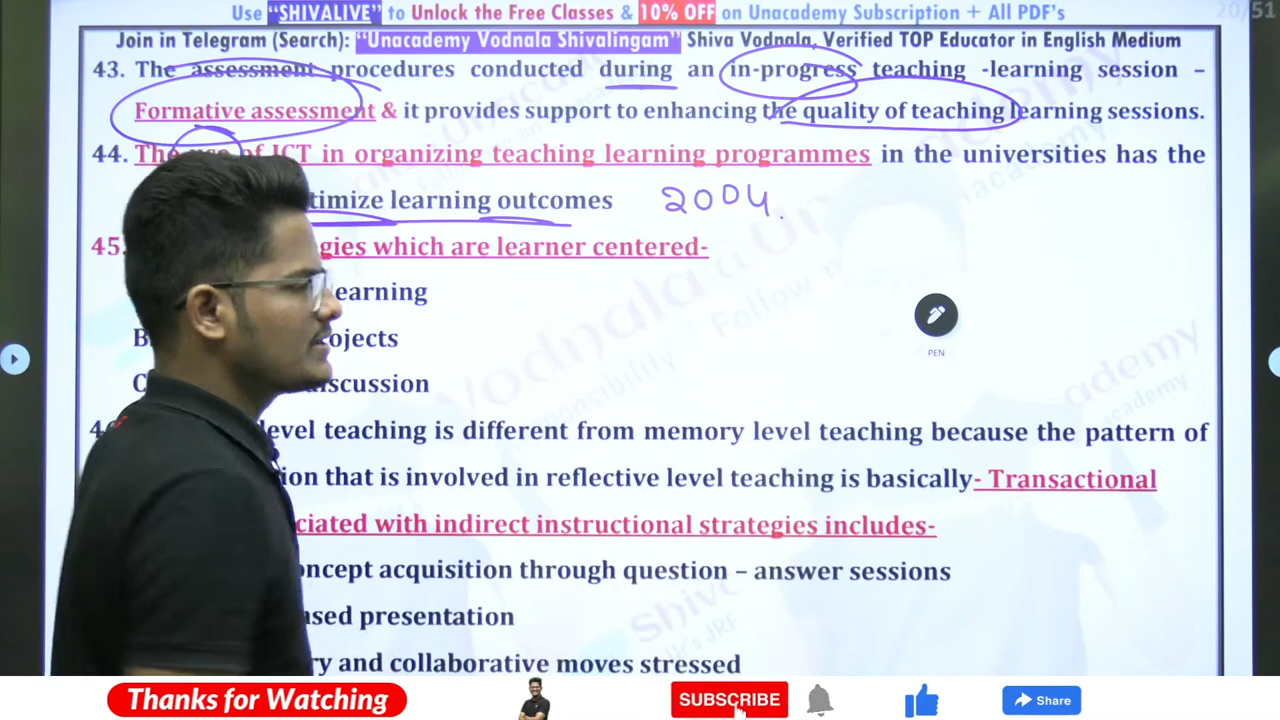 Use "SHIVALIVE" to Unlock the Free Classes & 10% OFF on Unacademy Subscription + All PDF's
20/51
Join in Telegram (Search): "Unacademy Vodnala Shivalingam" Shiva Vodnala, Verified TOP Educator in English Medium
43. The assessment procedures conducted during an in-progress teaching -learning session –
Formative assessment & it provides support to enhancing the quality of teaching learning sessions.
44. The use of ICT in organizing teaching learning programmes in the universities has the
timize learning outcomes 2004.
45. gies which are learner centered-
earning
B ojects
C iscussion
4 level teaching is different from memory level teaching because the pattern of
ion that is involved in reflective level teaching is basically- Transactional
ciated with indirect instructional strategies includes-
oncept acquisition through question – answer sessions
ased presentation
ry and collaborative moves stressed
PEN
Thanks for Watching
SUBSCRIBE
Share